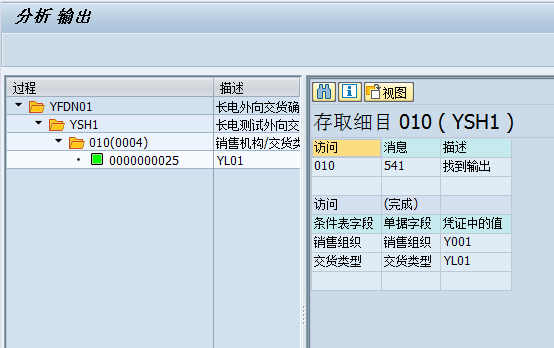 分析 输出
过程 描述
YFDN01 长电外向交货确
YSH1 长电测试外向交
010(0004) 销售机构/交货类
0000000025 YL01
视图
存取细目 010 ( YSH1 )
访问 消息 描述
010 541 找到输出
访问 (完成)
条件表字段 单据字段 凭证中的值
销售组织 销售组织 Y001
交货类型 交货类型 YL01